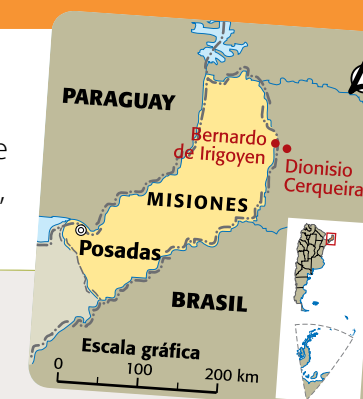 e
,
PARAGUAY
Bernardo
de Irigoyen
Dionisio
Cerqueira
MISIONES
Posadas
BRASIL
Escala gráfica
0 100 200 km